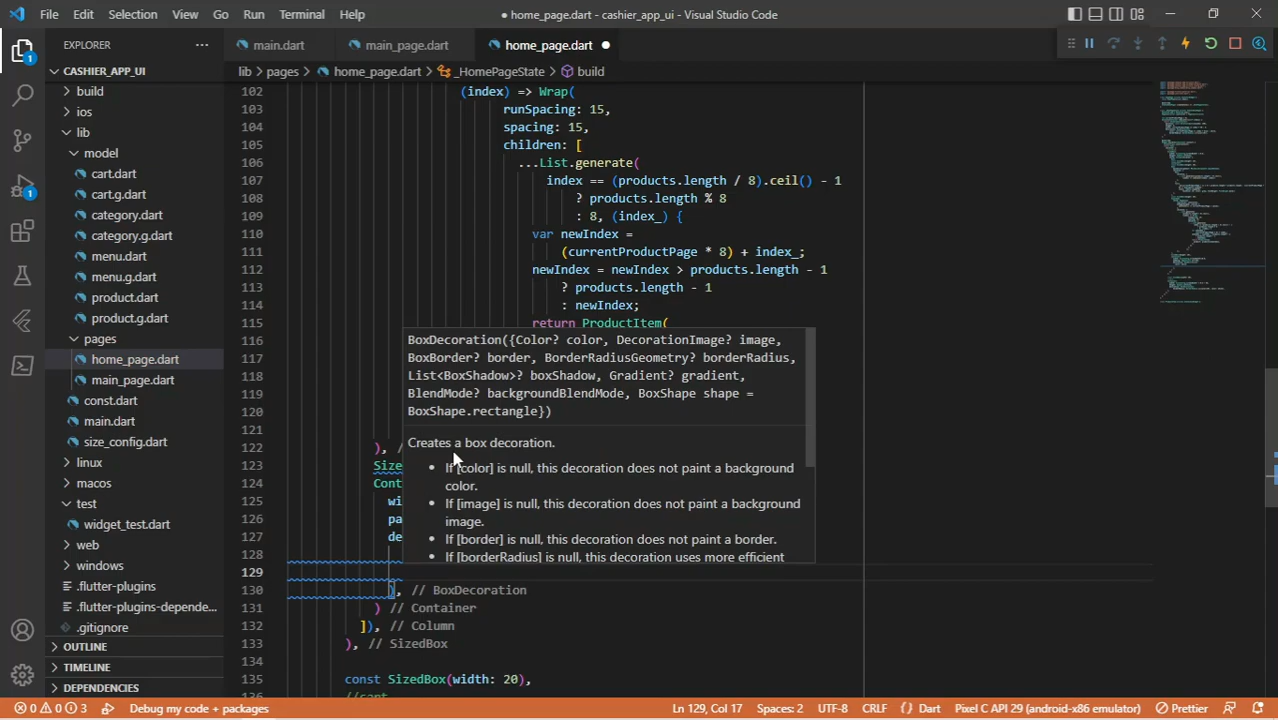 File Edit Selection View Go Run Terminal Help
● home_page.dart - cashier_app_ui - Visual Studio Code
EXPLORER
main.dart
main_page.dart
home_page.dart ●
CASHIER_APP_UI
lib > pages > home_page.dart > _HomePageState > build
build
ios
lib
model
cart.dart
cart.g.dart
category.dart
category.g.dart
menu.dart
menu.g.dart
product.dart
product.g.dart
pages
home_page.dart
main_page.dart
const.dart
main.dart
size_config.dart
linux
macos
test
widget_test.dart
web
windows
.flutter-plugins
.flutter-plugins-depende...
.gitignore
OUTLINE
TIMELINE
DEPENDENCIES
102 (index) => Wrap(
103 runSpacing: 15,
104 spacing: 15,
105 children: [
106 ...List.generate(
107 index == (products.length / 8).ceil() - 1
108 ? products.length % 8
109 : 8, (index_) {
110 var newIndex =
111 (currentProductPage * 8) + index_;
112 newIndex = newIndex > products.length - 1
113 ? products.length - 1
114 : newIndex;
115 return ProductItem(
116
117
118
119
120
121
122 ), /
123 Size
124 Cont
125 wi
126 pa
127 de
128
129
130 ), // BoxDecoration
131 ) // Container
132 ]), // Column
133 ), // SizedBox
134
135 const SizedBox(width: 20),
136 //cart
BoxDecoration({Color? color, DecorationImage? image,
BoxBorder? border, BorderRadiusGeometry? borderRadius,
List<BoxShadow>? boxShadow, Gradient? gradient,
BlendMode? backgroundBlendMode, BoxShape shape =
BoxShape.rectangle})
Creates a box decoration.
• If [color] is null, this decoration does not paint a background
color.
• If [image] is null, this decoration does not paint a background
image.
• If [border] is null, this decoration does not paint a border.
• If [borderRadius] is null, this decoration uses more efficient
1
1
0 0 3 Debug my code + packages
Ln 129, Col 17 Spaces: 2 UTF-8 CRLF {} Dart Pixel C API 29 (android-x86 emulator) Prettier